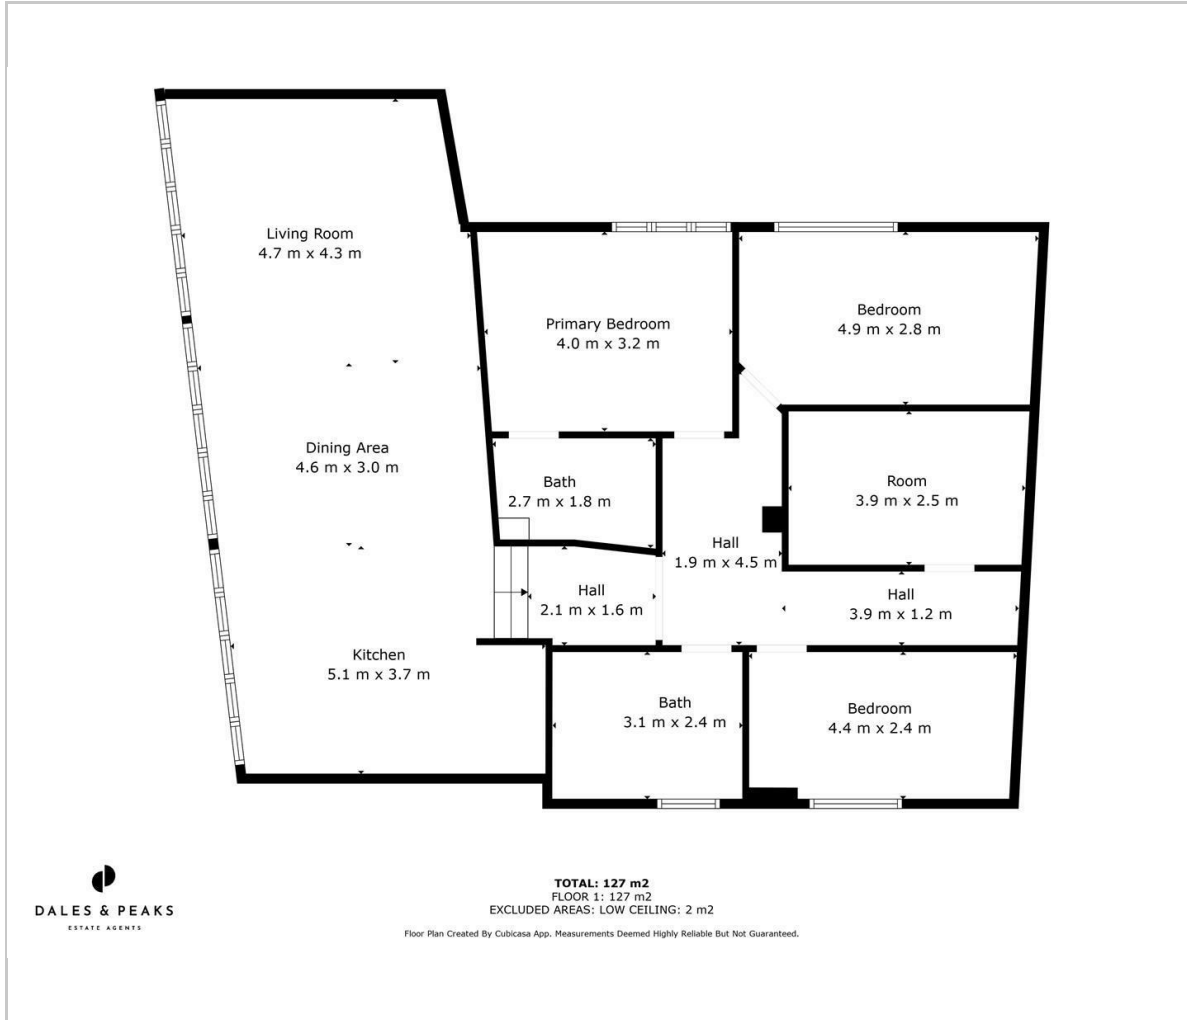 Living Room
4.7 m x 4.3 m
Primary Bedroom
4.0 m x 3.2 m
Bedroom
4.9 m x 2.8 m
Dining Area
4.6 m x 3.0 m
Bath
2.7 m x 1.8 m
Room
3.9 m x 2.5 m
Hall
1.9 m x 4.5 m
Hall
2.1 m x 1.6 m
Hall
3.9 m x 1.2 m
Kitchen
5.1 m x 3.7 m
Bath
3.1 m x 2.4 m
Bedroom
4.4 m x 2.4 m
DALES & PEAKS
ESTATE AGENTS
TOTAL: 127 m2
FLOOR 1: 127 m2
EXCLUDED AREAS: LOW CEILING: 2 m2
Floor Plan Created By Cubicasa App. Measurements Deemed Highly Reliable But Not Guaranteed.